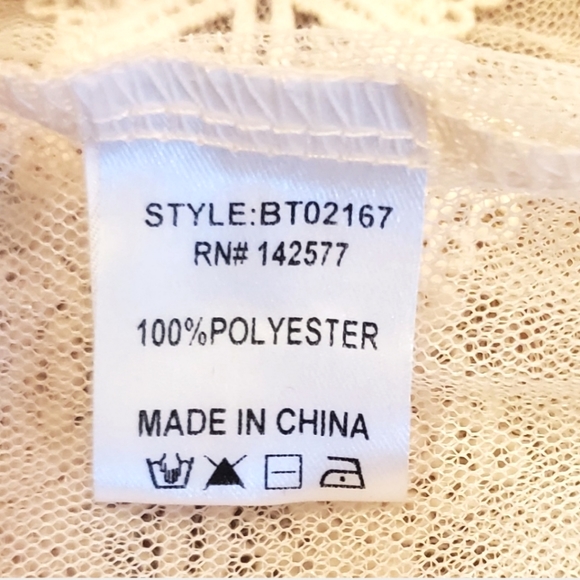 STYLE:BT02167
RN# 142577
100%POLYESTER
MADE IN CHINA